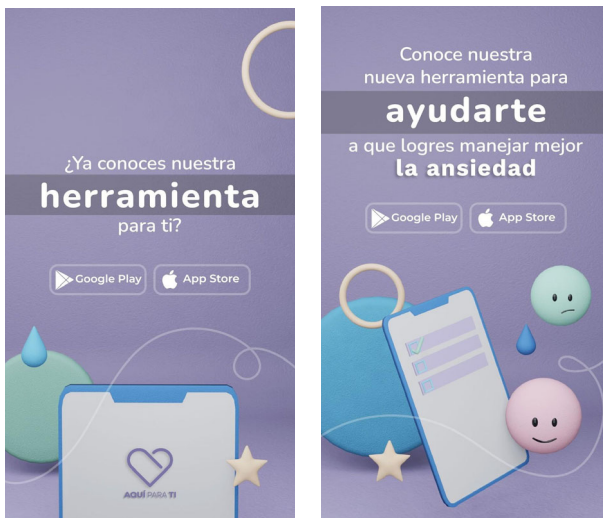 ¿Ya conoces nuestra
herramienta
para ti?
Google Play
App Store
AQUÍ PARA TI
Conoce nuestra
nueva herramienta para
ayudarte
a que logres manejar mejor
la ansiedad
Google Play
App Store